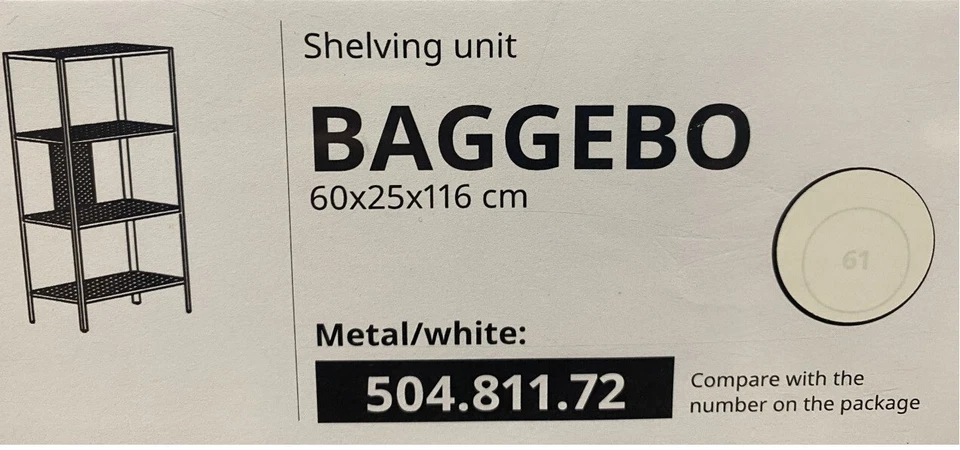 Shelving unit
BAGGEBO
60x25x116 cm
61
Metal/white:
504.811.72
Compare with the
number on the package